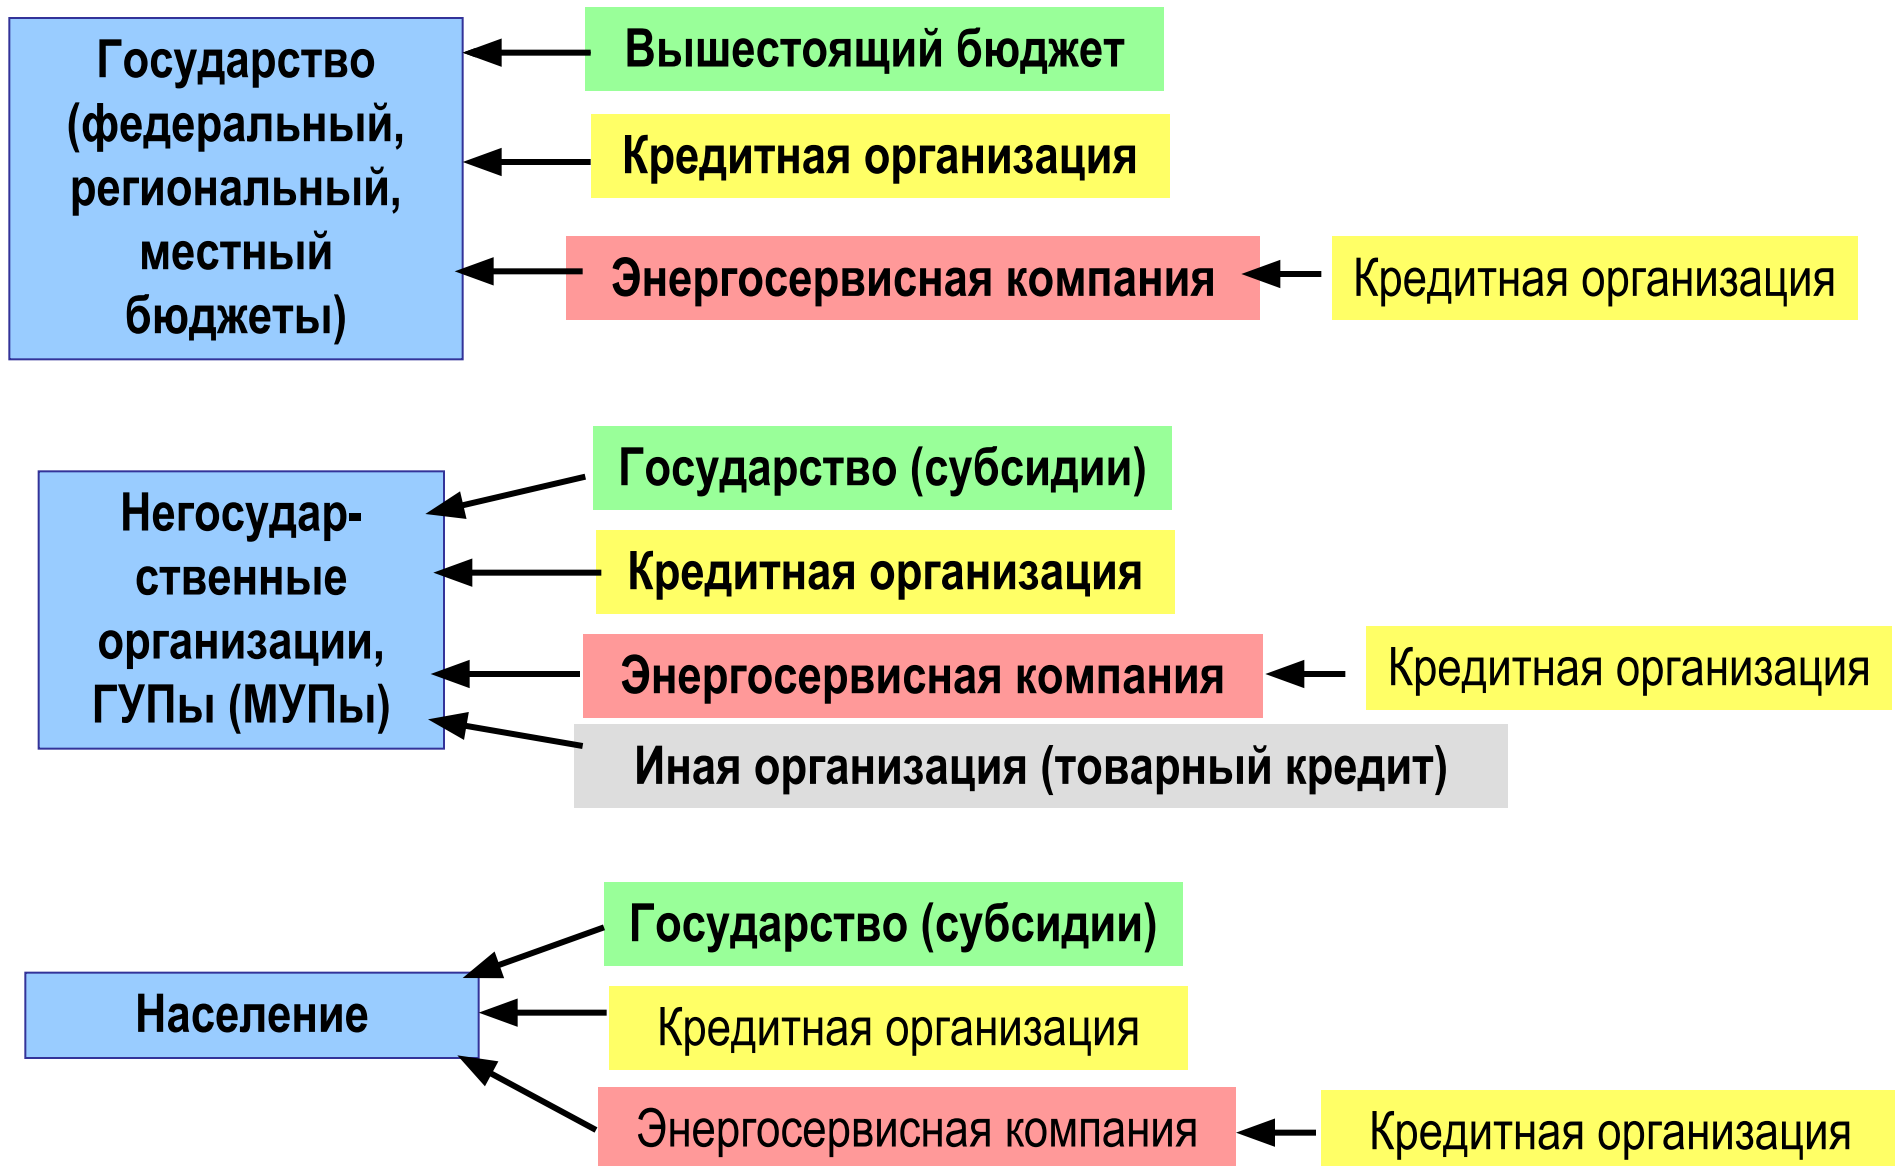 Государство
(федеральный,
региональный,
местный
бюджеты)
Вышестоящий бюджет
Кредитная организация
Энергосервисная компания
Кредитная организация
Негосудар-
ственные
организации,
ГУПы (МУПы)
Государство (субсидии)
Кредитная организация
Энергосервисная компания
Кредитная организация
Иная организация (товарный кредит)
Население
Государство (субсидии)
Кредитная организация
Энергосервисная компания
Кредитная организация